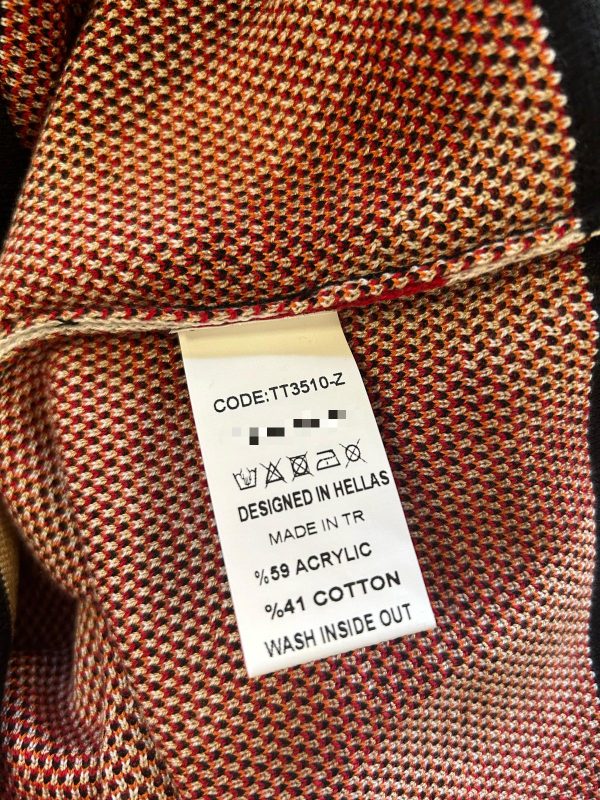 CODE:TT3510-Z
DESIGNED IN HELLAS
MADE IN TR
%59 ACRYLIC
%41 COTTON
WASH INSIDE OUT